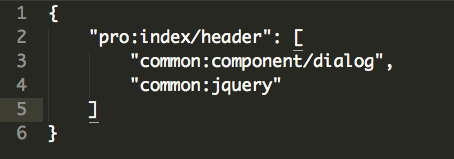 1 {
2     "pro:index/header": [
3         "common:component/dialog",
4         "common:jquery"
5     ]
6 }